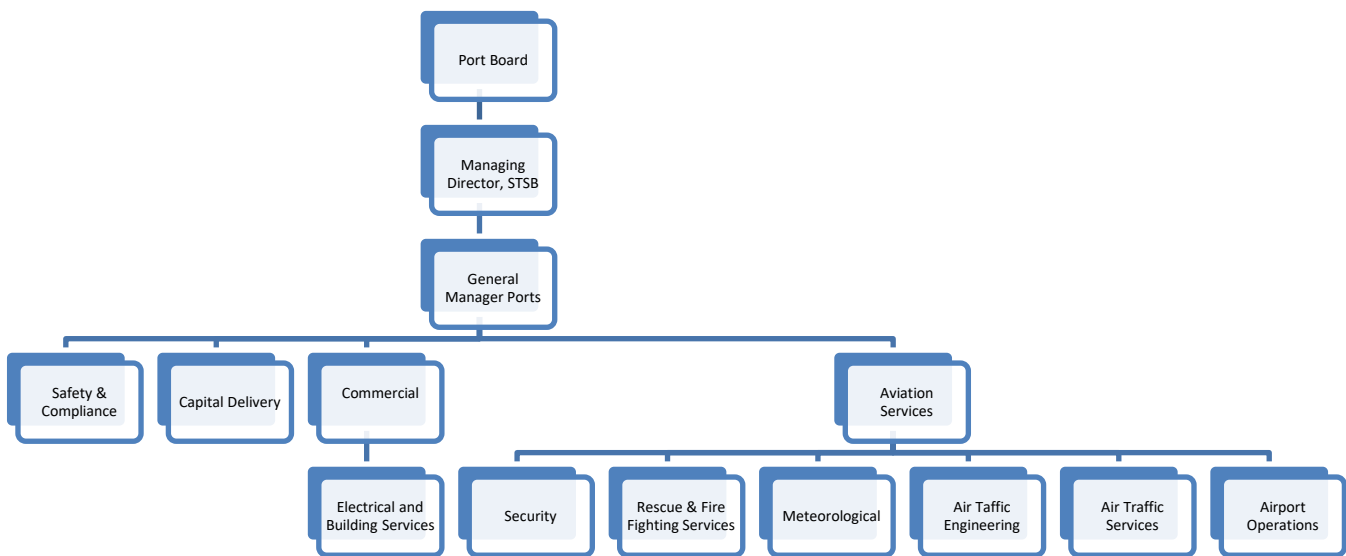 Port Board
Managing
Director, STSB
General
Manager Ports
Safety &
Compliance
Capital Delivery
Commercial
Aviation
Services
Electrical and
Building Services
Security
Rescue & Fire
Fighting Services
Meteorological
Air Taffic
Engineering
Air Traffic
Services
Airport
Operations